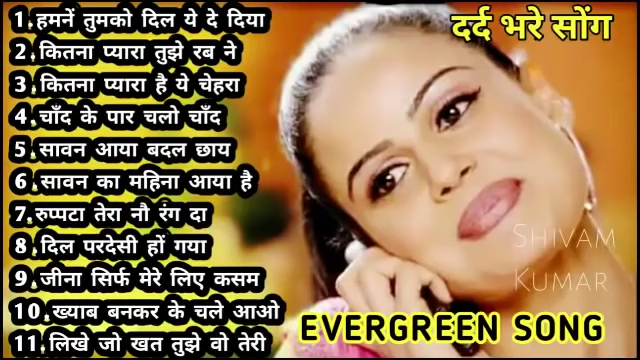 1.हमनें तुमको दिल ये दे दिया
2.कितना प्यारा तुझे रब ने
3.कितना प्यारा है ये चेहरा
4.चाँद के पार चलो चाँद
5.सावन आया बदल छाय
6.सावन का महिना आया है
7.रुप्पटा तेरा नौ रंग दा
8.दिल परदेसी हों गया
9.जीना सिर्फ मेरे लिए कसम
10.ख्याब बनकर के चले आओ
11.लिखे जो खत तुझे वो तेरी
दर्द भरे सोंग
SHIVAM
KUMAR
EVERGREEN SONG